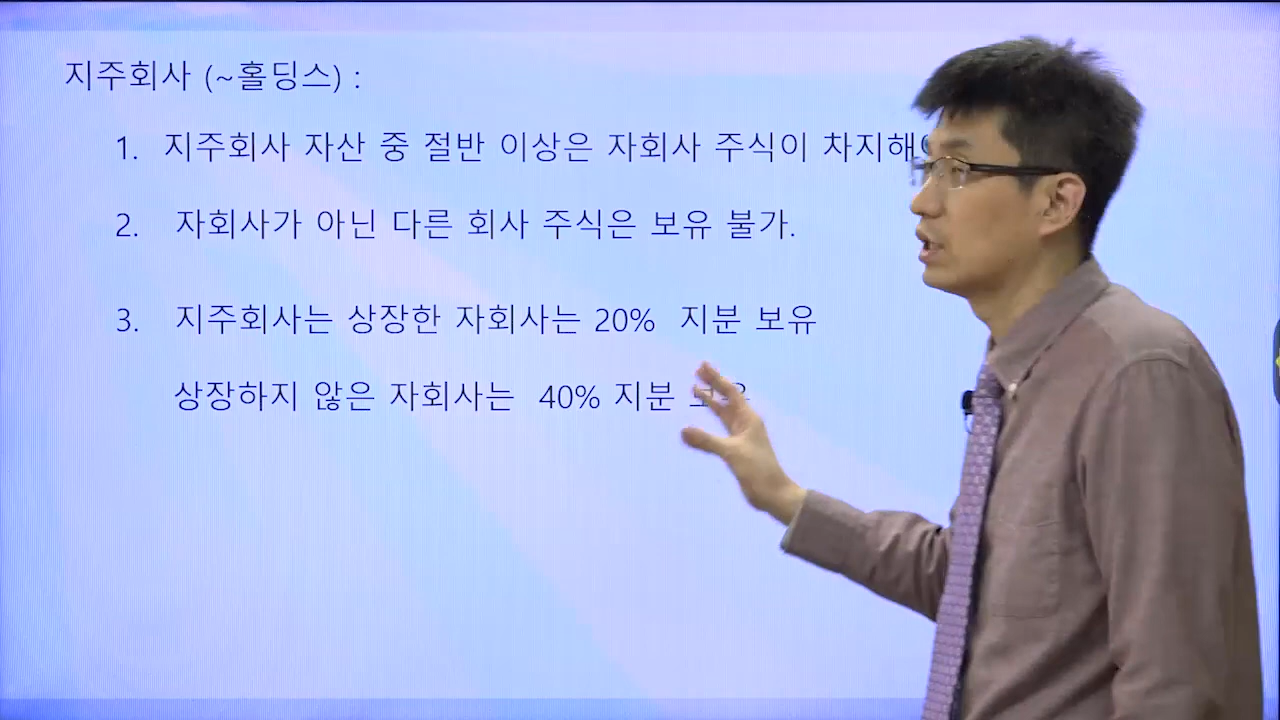 지주회사 (~홀딩스) :
1. 지주회사 자산 중 절반 이상은 자회사 주식이
2. 자회사가 아닌 다른 회사 주식은 보유 불가.
3. 지주회사는 상장한 자회사는 20% 지분 보유
상장하지 않은 자회사는 40% 지분